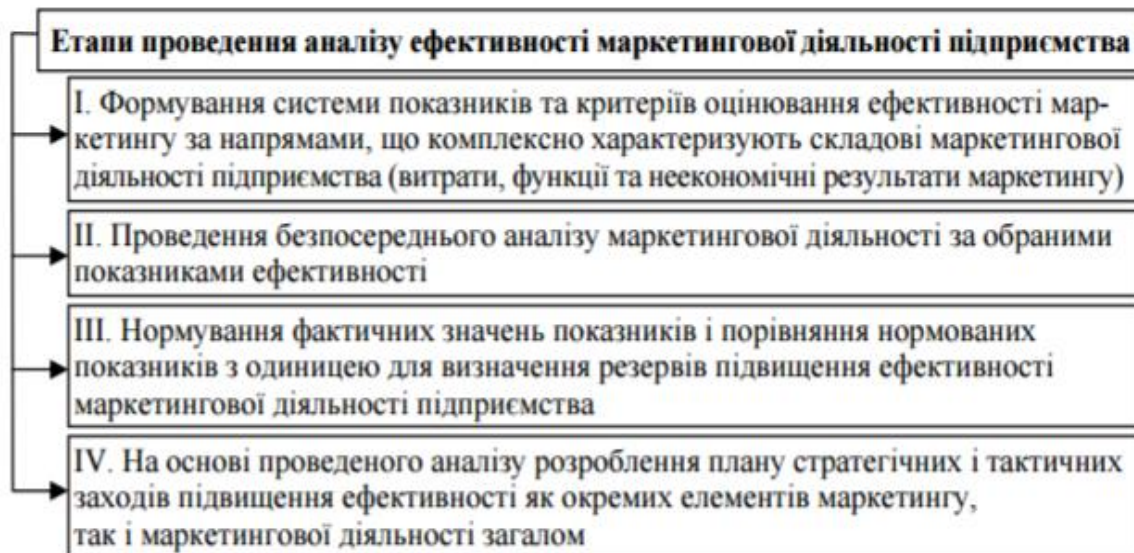 Етапи проведення аналізу ефективності маркетингової діяльності підприємства
І. Формування системи показників та критеріїв оцінювання ефективності мар-
кетингу за напрямами, що комплексно характеризують складові маркетингової
діяльності підприємства (витрати, функції та неекономічні результати маркетингу)
ІІ. Проведення безпосереднього аналізу маркетингової діяльності за обраними
показниками ефективності
ІІІ. Нормування фактичних значень показників і порівняння нормованих
показників з одиницею для визначення резервів підвищення ефективності
маркетингової діяльності підприємства
IV. На основі проведеного аналізу розроблення плану стратегічних і тактичних
заходів підвищення ефективності як окремих елементів маркетингу,
так і маркетингової діяльності загалом